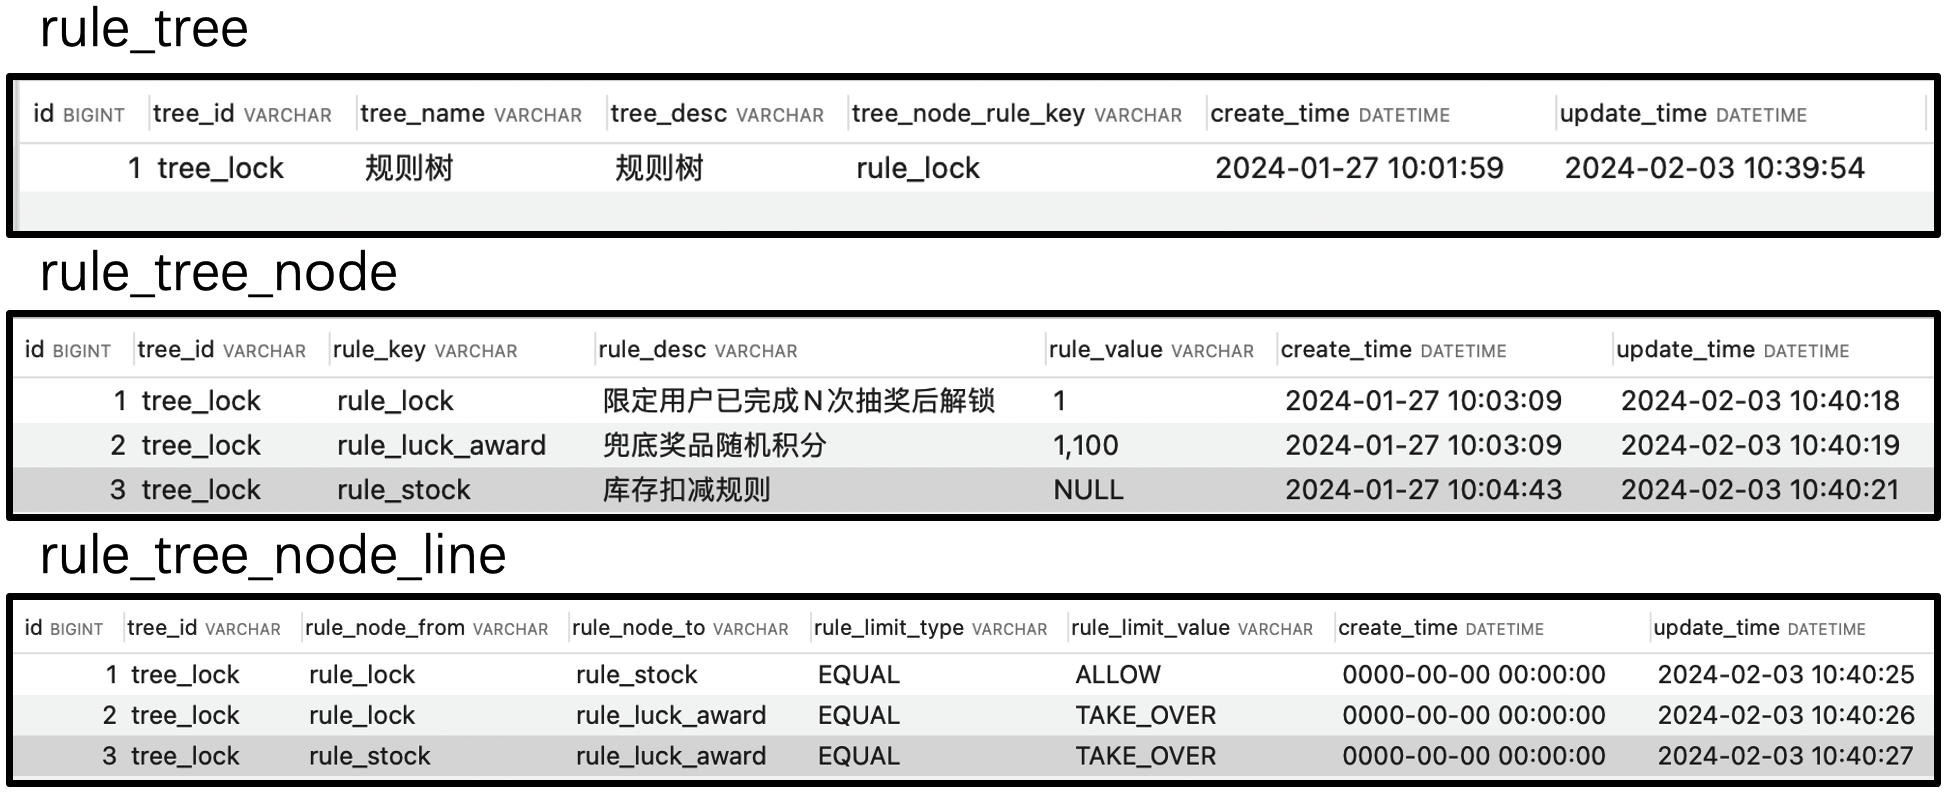 rule_tree
id BIGINT tree_id VARCHAR tree_name VARCHAR tree_desc VARCHAR tree_node_rule_key VARCHAR create_time DATETIME update_time DATETIME
1 tree_lock 规则树 规则树 rule_lock 2024-01-27 10:01:59 2024-02-03 10:39:54
rule_tree_node
id BIGINT tree_id VARCHAR rule_key VARCHAR rule_desc VARCHAR rule_value VARCHAR create_time DATETIME update_time DATETIME
1 tree_lock rule_lock 限定用户已完成N次抽奖后解锁 1 2024-01-27 10:03:09 2024-02-03 10:40:18
2 tree_lock rule_luck_award 兜底奖品随机积分 1,100 2024-01-27 10:03:09 2024-02-03 10:40:19
3 tree_lock rule_stock 库存扣减规则 NULL 2024-01-27 10:04:43 2024-02-03 10:40:21
rule_tree_node_line
id BIGINT tree_id VARCHAR rule_node_from VARCHAR rule_node_to VARCHAR rule_limit_type VARCHAR rule_limit_value VARCHAR create_time DATETIME update_time DATETIME
1 tree_lock rule_lock rule_stock EQUAL ALLOW 0000-00-00 00:00:00 2024-02-03 10:40:25
2 tree_lock rule_lock rule_luck_award EQUAL TAKE_OVER 0000-00-00 00:00:00 2024-02-03 10:40:26
3 tree_lock rule_stock rule_luck_award EQUAL TAKE_OVER 0000-00-00 00:00:00 2024-02-03 10:40:27